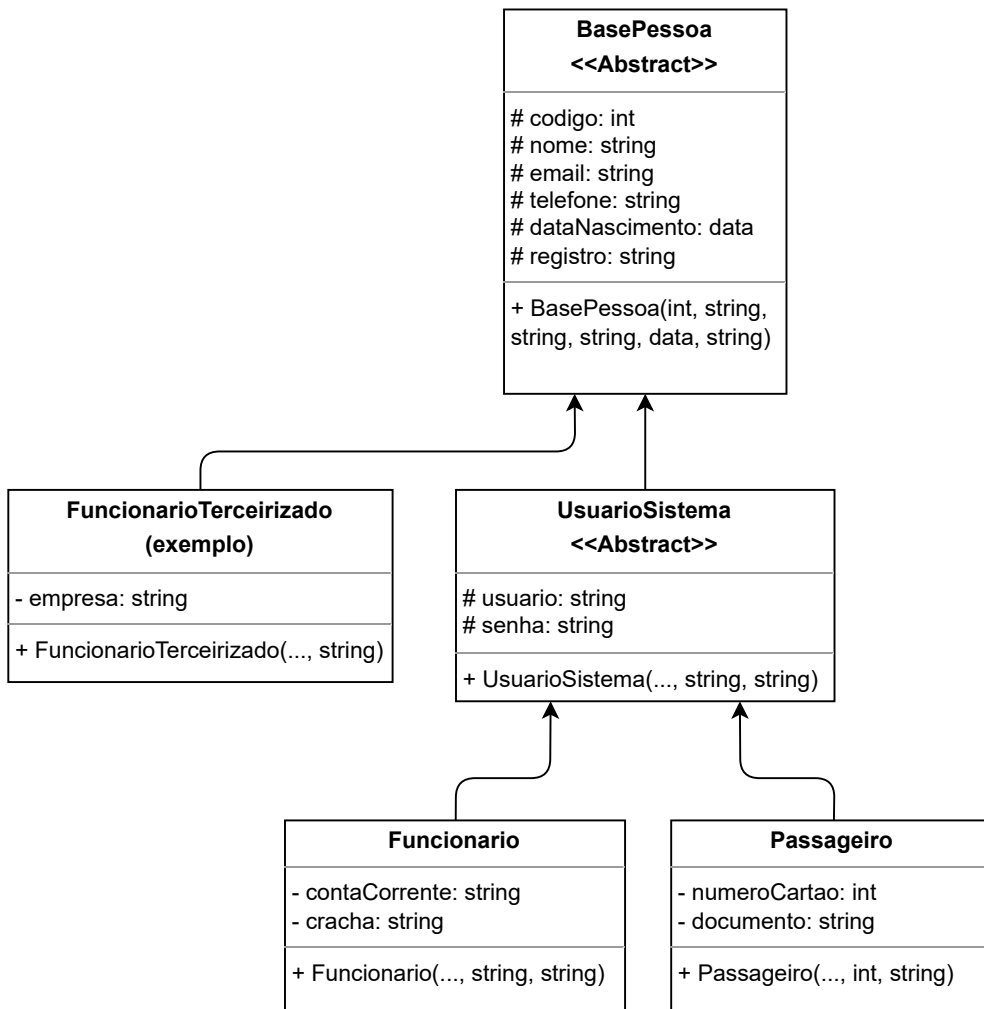 BasePessoa
<<Abstract>>
# codigo: int
# nome: string
# email: string
# telefone: string
# dataNascimento: data
# registro: string
+ BasePessoa(int, string,
string, string, data, string)
FuncionarioTerceirizado
(exemplo)
- empresa: string
+ FuncionarioTerceirizado(..., string)
UsuarioSistema
<<Abstract>>
# usuario: string
# senha: string
+ UsuarioSistema(..., string, string)
Funcionario
- contaCorrente: string
- cracha: string
+ Funcionario(..., string, string)
Passageiro
- numeroCartao: int
- documento: string
+ Passageiro(..., int, string)